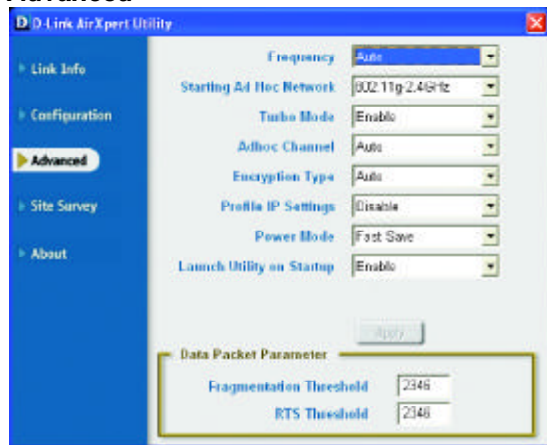 Advanced
D-Link AirXpert Utility
Link Info
Configuration
Advanced
Site Survey
About
Frequency Auto
Starting Ad Hoc Network 802.11g-2.4GHz
Turbo Mode Enable
Adhoc Channel Auto
Encryption Type Auto
Profile IP Settings Disable
Power Mode Fast Save
Launch Utility on Startup Enable
Apply
Data Packet Parameter
Fragmentation Threshold 2346
RTS Threshold 2346